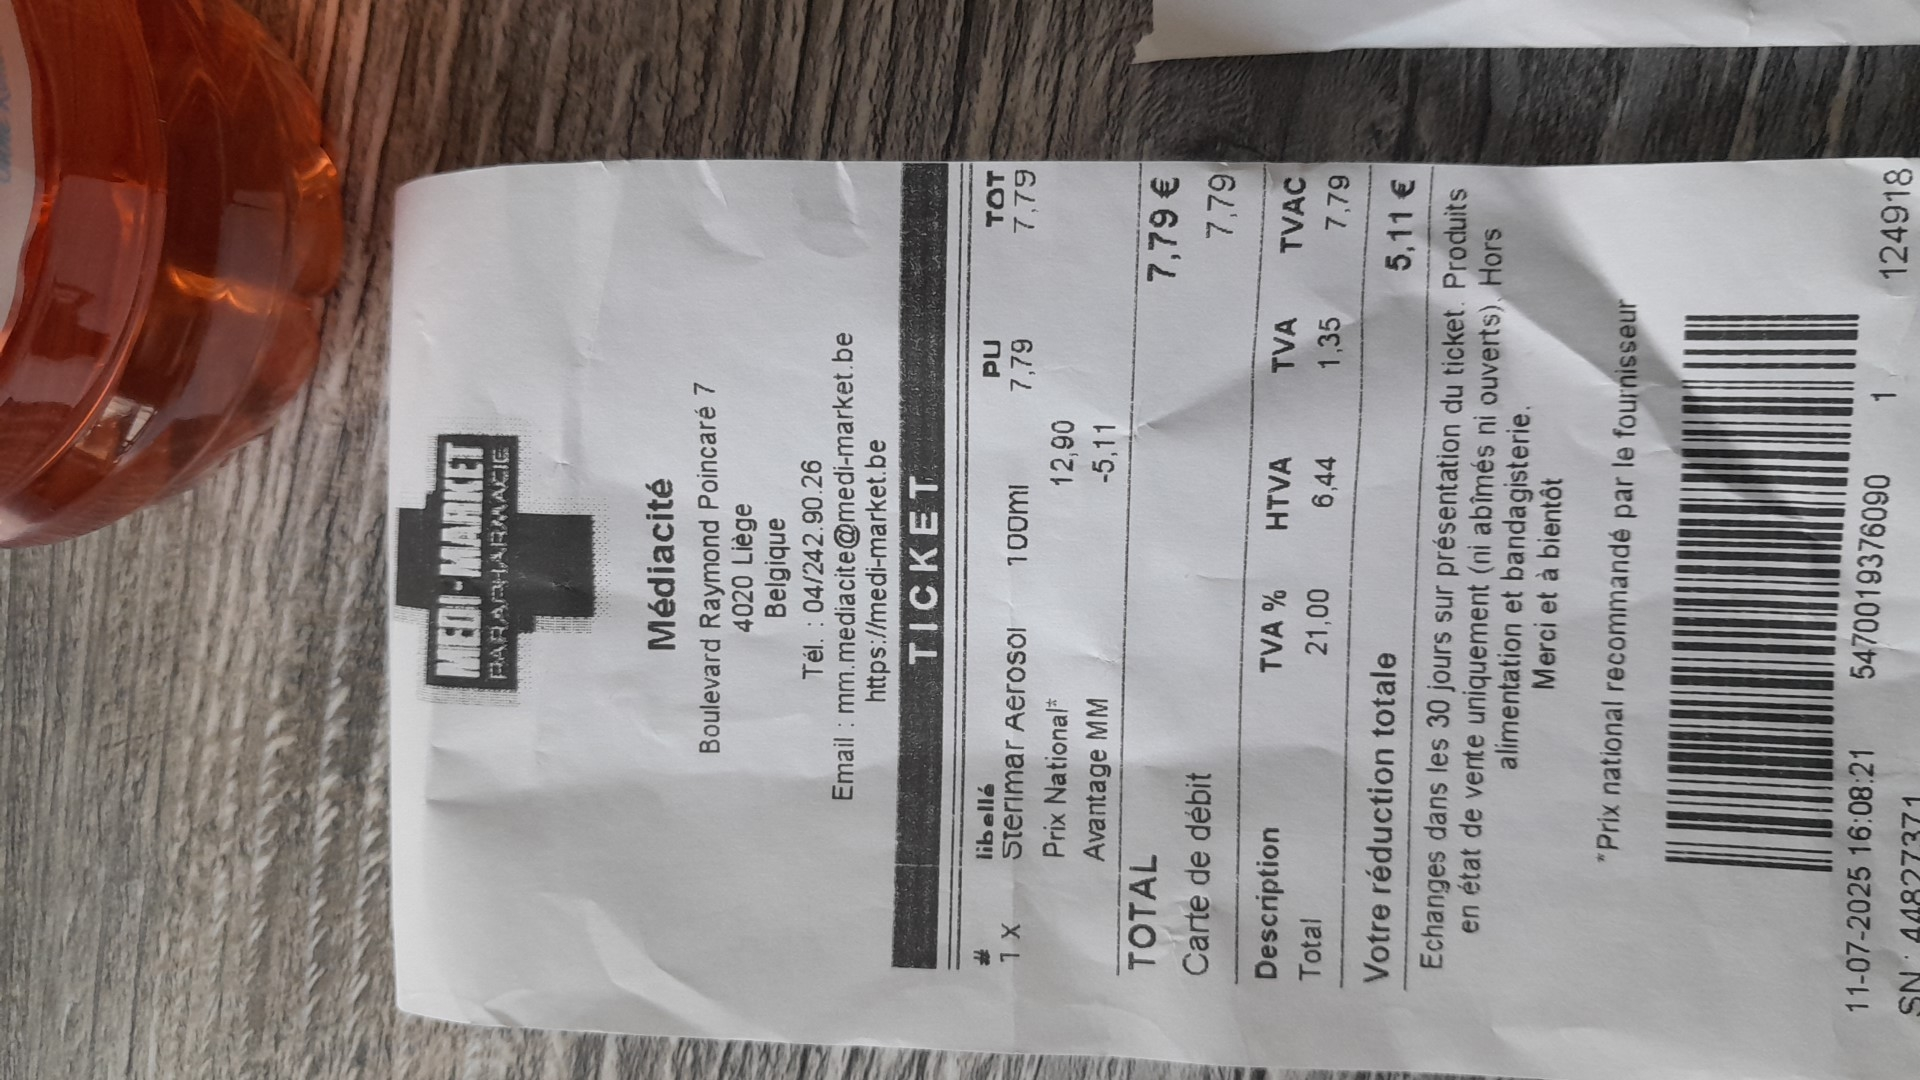 MEDI-MARKET
PARAPHARMACIE
Médiacité
Boulevard Raymond Poincaré 7
4020 Liège
Belgique
Tél. : 04/242.90.26
Email : mm.mediacite@medi-market.be
https://medi-market.be
TICKET
# libellé PU TOT
1 x Sterimar Aerosol 100ml 7,79 7,79
Prix National* 12,90
Avantage MM -5,11
TOTAL 7,79 €
Carte de débit 7,79
Description TVA % HTVA TVA TVAC
Total 21,00 6,44 1,35 7,79
Votre réduction totale 5,11 €
Echanges dans les 30 jours sur présentation du ticket. Produits
en état de vente uniquement (ni abîmés ni ouverts). Hors
alimentation et bandagisterie.
Merci et à bientôt
*Prix national recommandé par le fournisseur
11-07-2025 16:08:21 5470019376090 1 124918
SN : 44827371